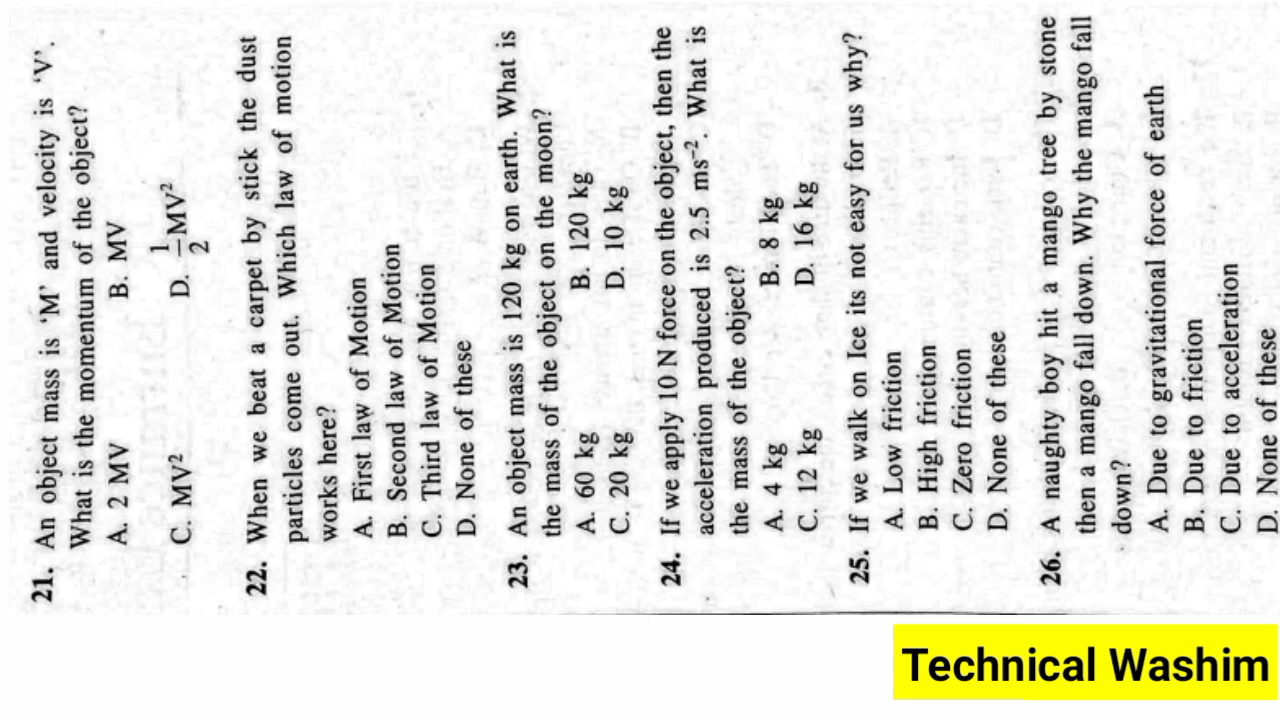 21. An object mass is ‘M’ and velocity is ‘V’.
What is the momentum of the object?
A. 2 MV B. MV
C. MV² D. 1/2 MV²
22. When we beat a carpet by stick the dust
particles come out. Which law of motion
works here?
A. First law of Motion
B. Second law of Motion
C. Third law of Motion
D. None of these
23. An object mass is 120 kg on earth. What is
the mass of the object on the moon?
A. 60 kg B. 120 kg
C. 20 kg D. 10 kg
24. If we apply 10 N force on the object, then the
acceleration produced is 2.5 ms⁻². What is
the mass of the object?
A. 4 kg B. 8 kg
C. 12 kg D. 16 kg
25. If we walk on Ice its not easy for us why?
A. Low friction
B. High friction
C. Zero friction
D. None of these
26. A naughty boy hit a mango tree by stone
then a mango fall down. Why the mango fall
down?
A. Due to gravitational force of earth
B. Due to friction
C. Due to acceleration
D. None of these
Technical Washim